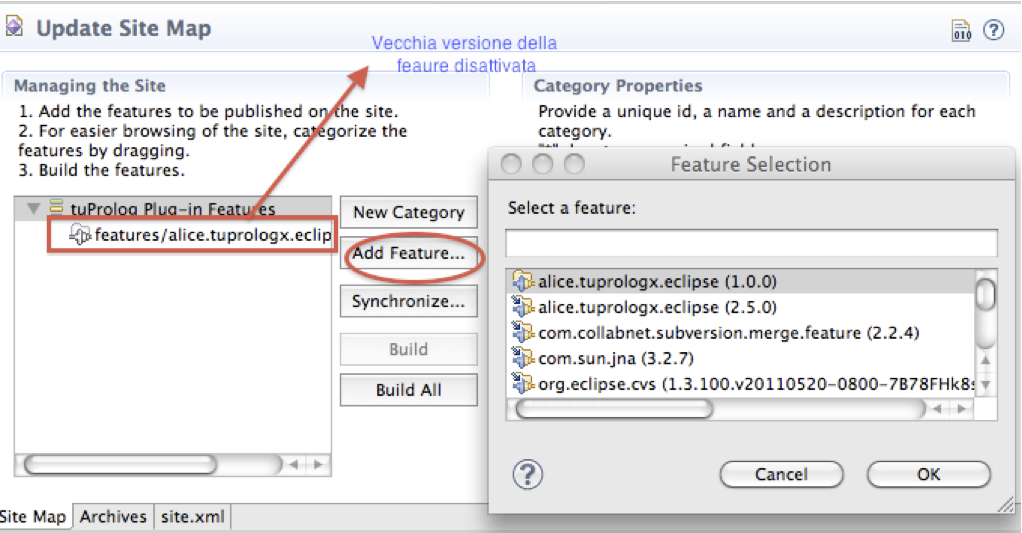 Update Site Map
Vecchia versione della
feaure disattivata
Managing the Site
1. Add the features to be published on the site.
2. For easier browsing of the site, categorize the
features by dragging.
3. Build the features.
tuProlog Plug-in Features
features/alice.tuprologx.eclip
New Category
Add Feature...
Synchronize...
Build
Build All
Category Properties
Provide a unique id, a name and a description for each
category.
Feature Selection
Select a feature:
alice.tuprologx.eclipse (1.0.0)
alice.tuprologx.eclipse (2.5.0)
com.collabnet.subversion.merge.feature (2.2.4)
com.sun.jna (3.2.7)
org.eclipse.cvs (1.3.100.v20110520-0800-7B78FHk8s
Cancel
OK
Site Map
Archives
site.xml